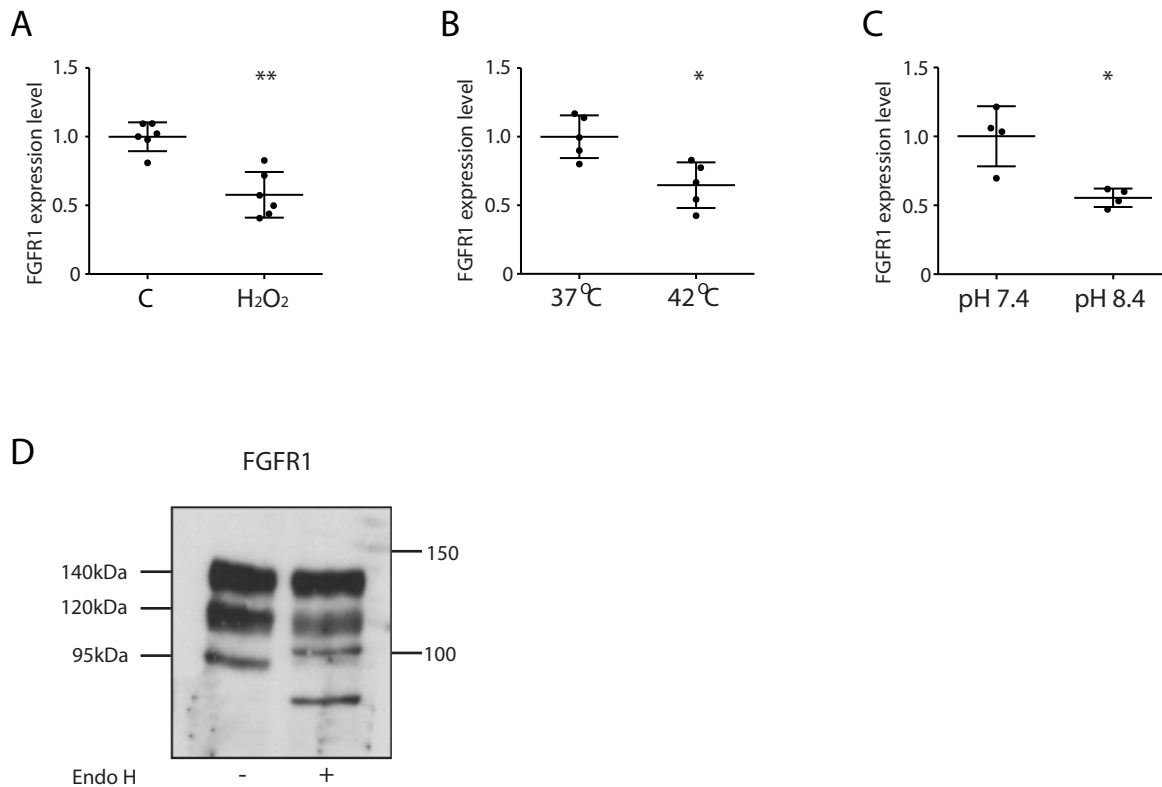 A
FGFR1 expression level
1.5
1.0
0.5
0
**
C
H2O2
B
FGFR1 expression level
1.5
1.0
0.5
0
*
37°C
42°C
C
FGFR1 expression level
1.5
1.0
0.5
0
*
pH 7.4
pH 8.4
D
FGFR1
140kDa
120kDa
95kDa
150
100
Endo H - +